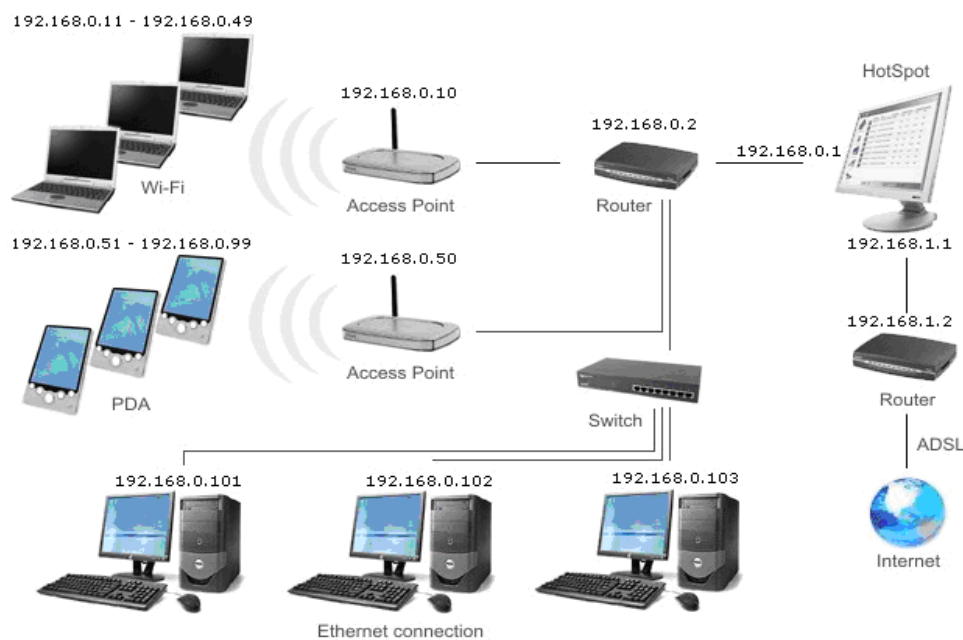 192.168.0.11 - 192.168.0.49
Wi-Fi
192.168.0.10
Access Point
192.168.0.2
Router
192.168.0.1
HotSpot
192.168.1.1
192.168.0.51 - 192.168.0.99
PDA
192.168.0.50
Access Point
192.168.1.2
Router
ADSL
Internet
Switch
192.168.0.101
192.168.0.102
192.168.0.103
Ethernet connection